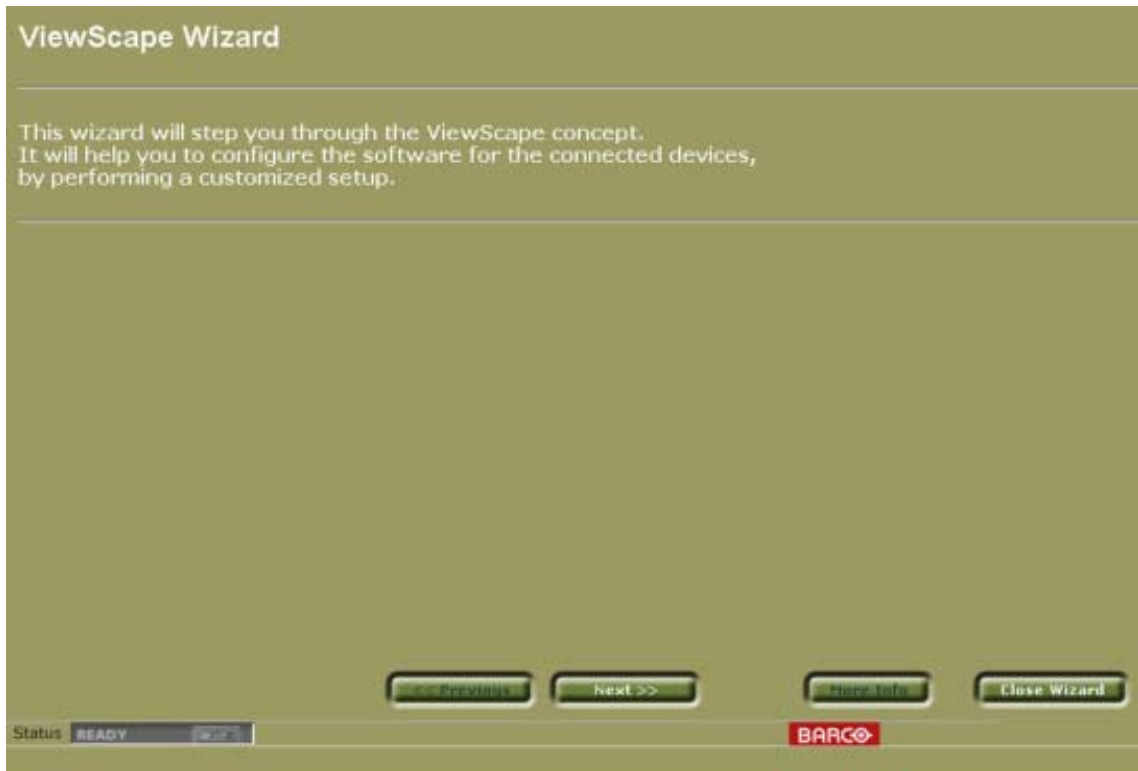 ViewScape Wizard
This wizard will step you through the ViewScape concept.
It will help you to configure the software for the connected devices,
by performing a customized setup.
<< Previous Next >> More Info Close Wizard
Status READY
BARCO